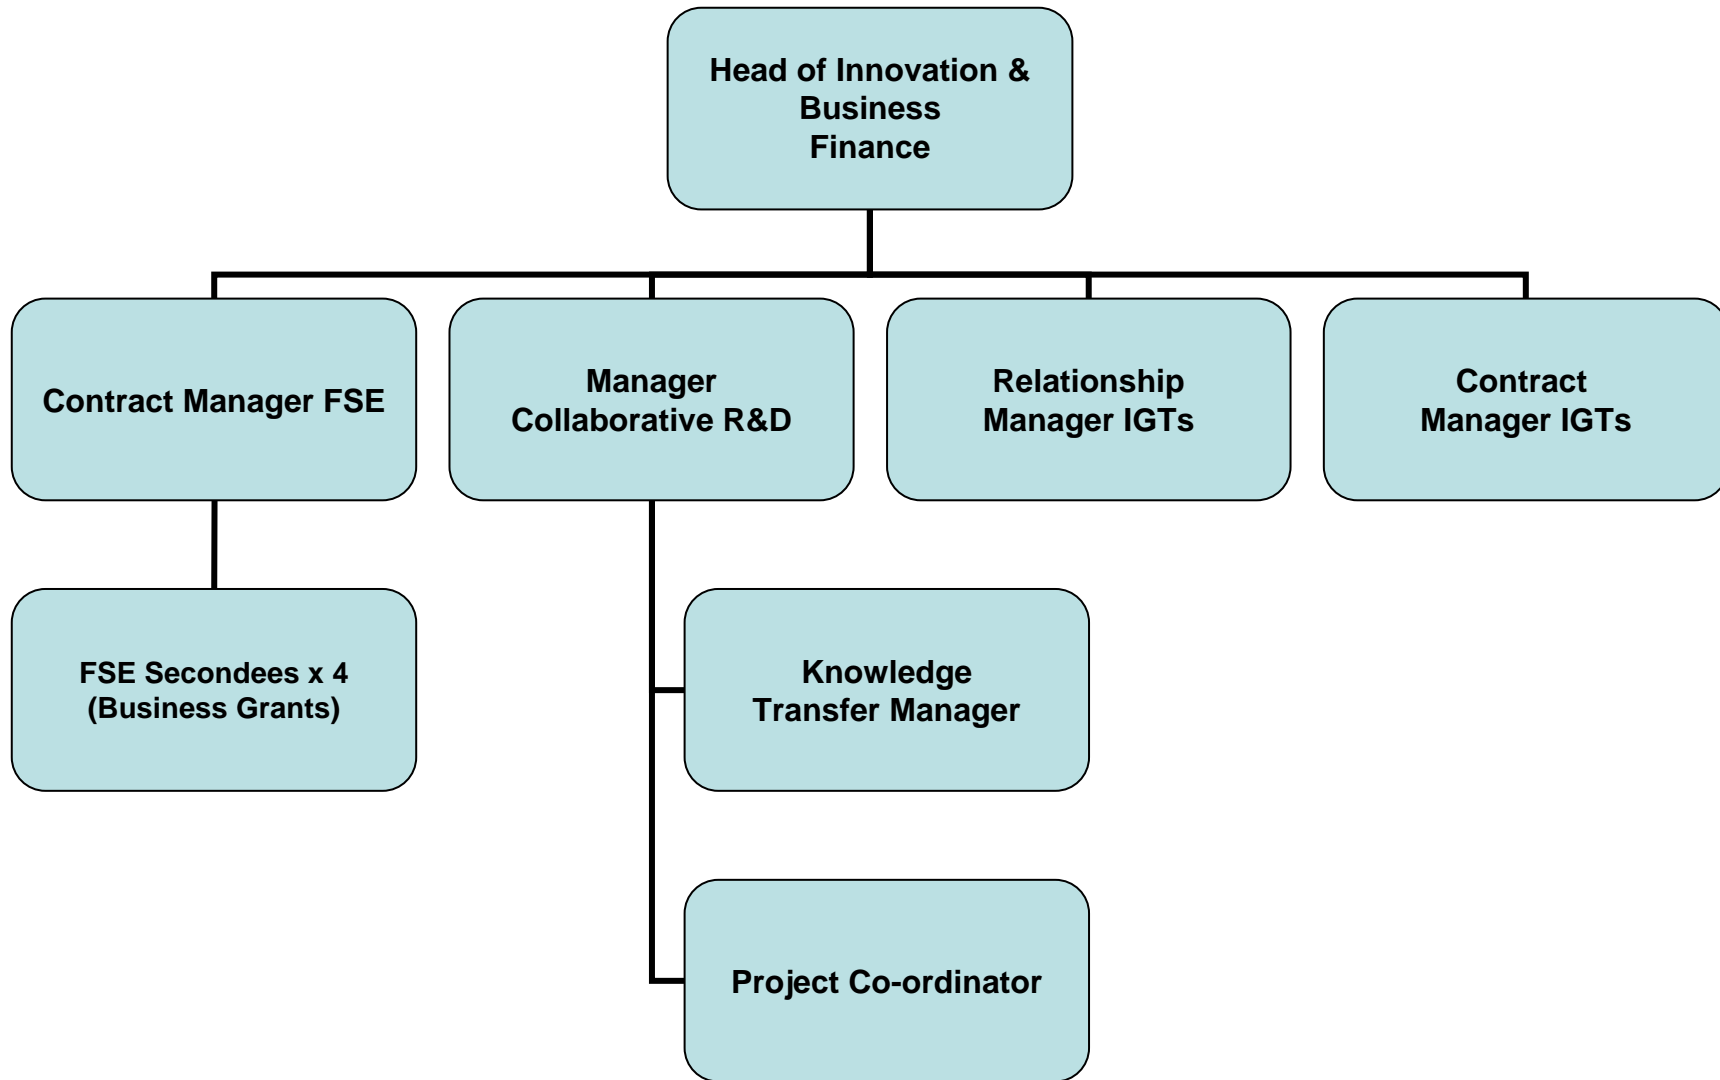 Head of Innovation &
Business
Finance
Contract Manager FSE
Manager
Collaborative R&D
Relationship
Manager IGTs
Contract
Manager IGTs
FSE Secondees x 4
(Business Grants)
Knowledge
Transfer Manager
Project Co-ordinator